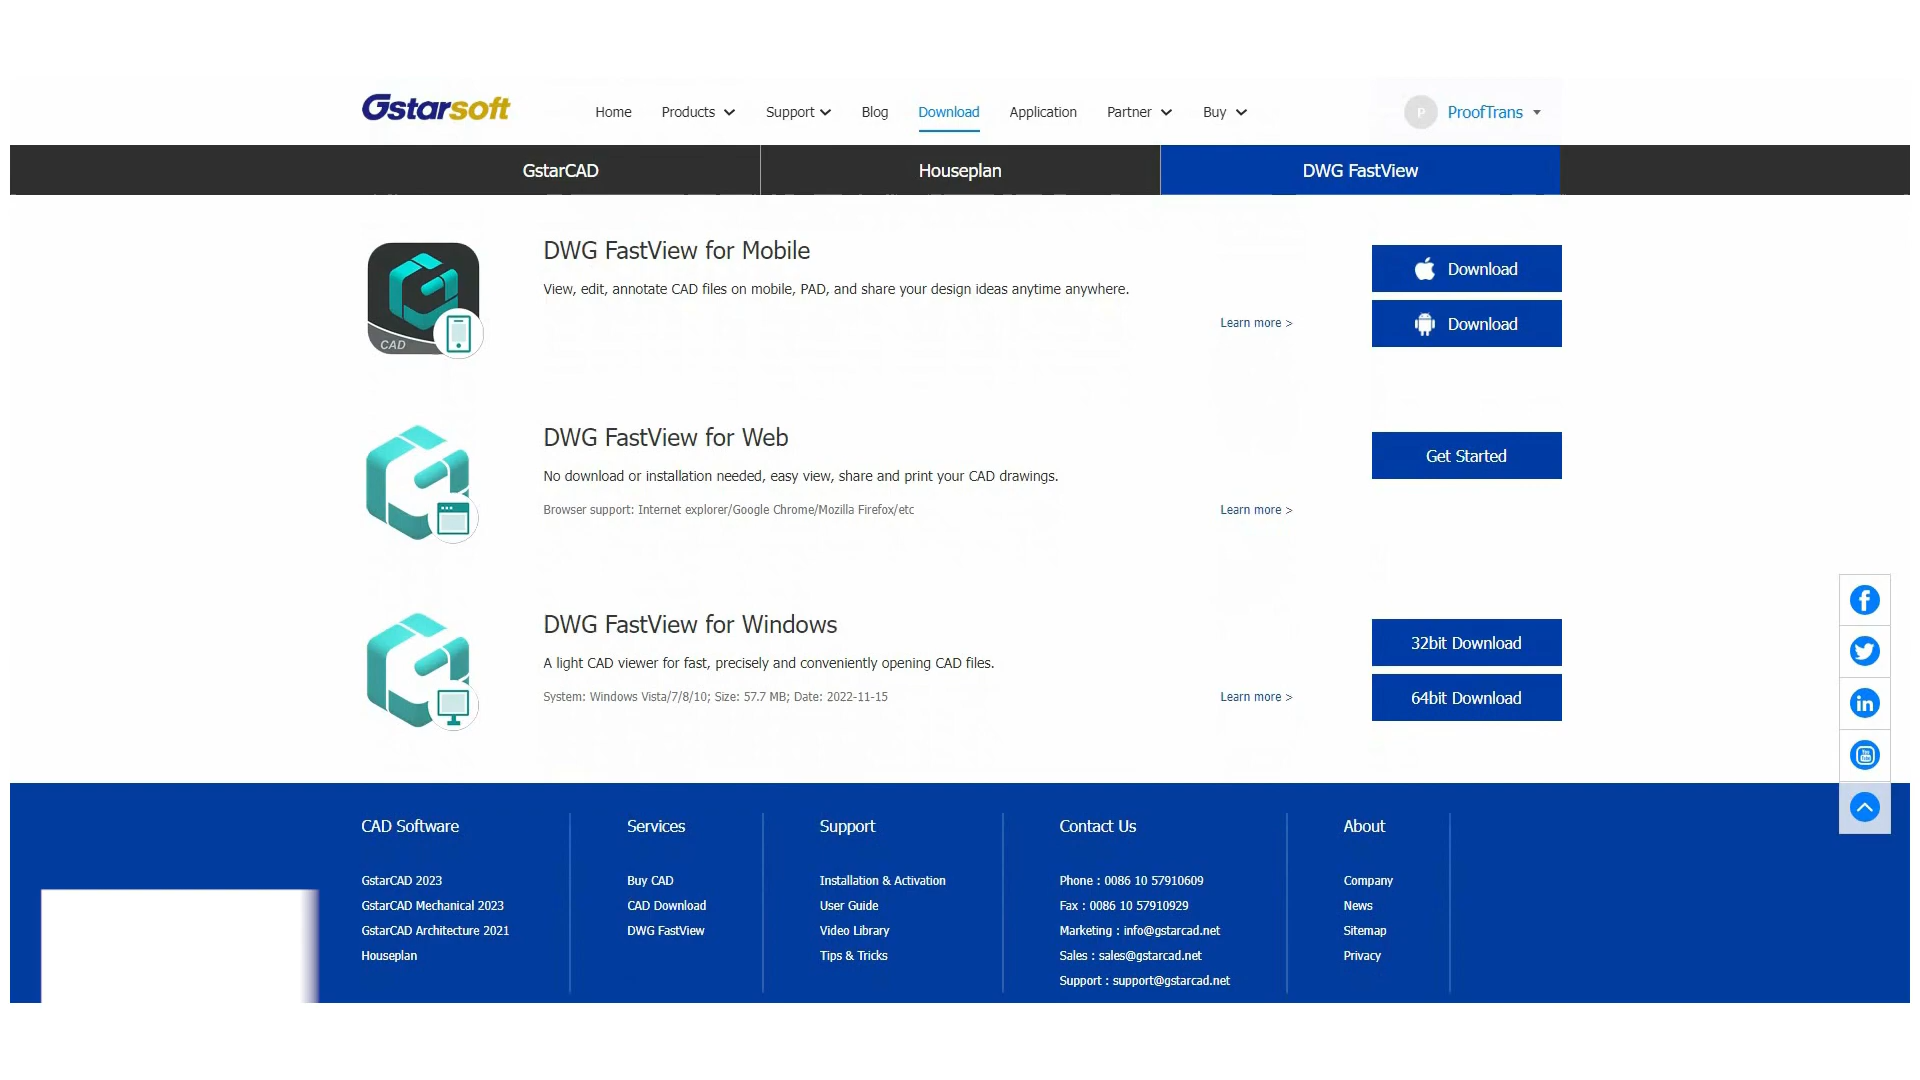 Gstarsoft
Home Products Support Blog Download Application Partner Buy
P ProofTrans
GstarCAD Houseplan DWG FastView
CAD
DWG FastView for Mobile
View, edit, annotate CAD files on mobile, PAD, and share your design ideas anytime anywhere.
Learn more >
Download
Download
DWG FastView for Web
No download or installation needed, easy view, share and print your CAD drawings.
Browser support: Internet explorer/Google Chrome/Mozilla Firefox/etc
Learn more >
Get Started
DWG FastView for Windows
A light CAD viewer for fast, precisely and conveniently opening CAD files.
System: Windows Vista/7/8/10; Size: 57.7 MB; Date: 2022-11-15
Learn more >
32bit Download
64bit Download
f
in
You Tube
CAD Software
GstarCAD 2023
GstarCAD Mechanical 2023
GstarCAD Architecture 2021
Houseplan
Services
Buy CAD
CAD Download
DWG FastView
Support
Installation & Activation
User Guide
Video Library
Tips & Tricks
Contact Us
Phone : 0086 10 57910609
Fax : 0086 10 57910929
Marketing : info@gstarcad.net
Sales : sales@gstarcad.net
Support : support@gstarcad.net
About
Company
News
Sitemap
Privacy